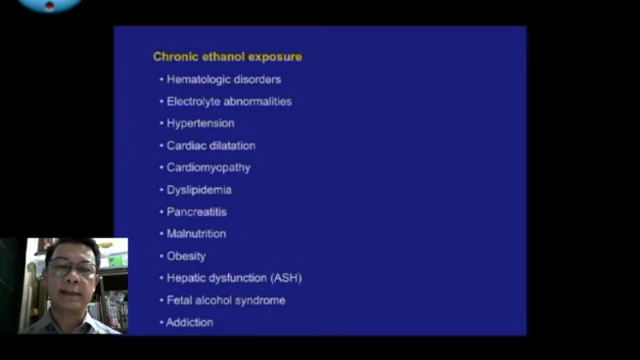 Chronic ethanol exposure
• Hematologic disorders
• Electrolyte abnormalities
• Hypertension
• Cardiac dilatation
• Cardiomyopathy
• Dyslipidemia
• Pancreatitis
• Malnutrition
• Obesity
• Hepatic dysfunction (ASH)
• Fetal alcohol syndrome
• Addiction